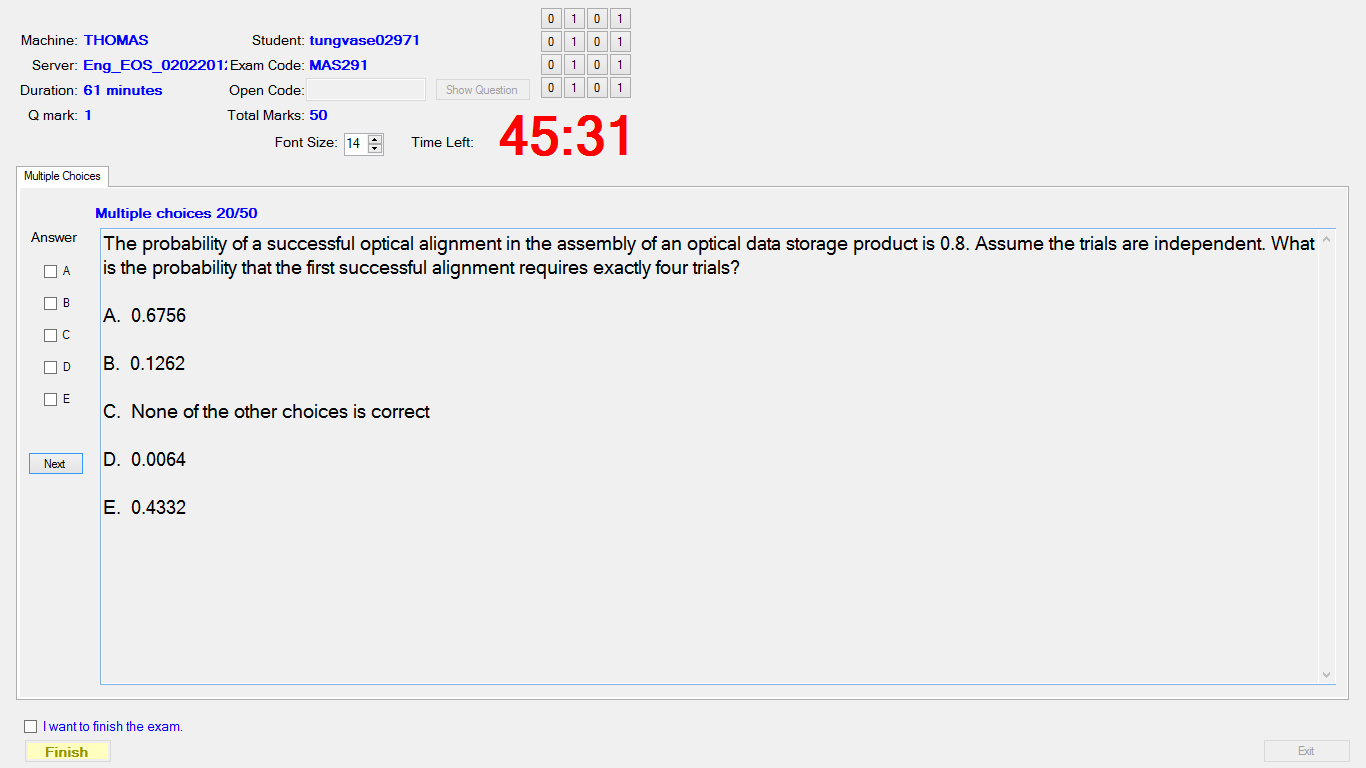 Machine: THOMAS
Student: tungvase02971
Server: Eng_EOS_0202201
Exam Code: MAS291
Duration: 61 minutes
Open Code:
Show Question
Q mark: 1
Total Marks: 50
Font Size: 14
Time Left: 45:31
0 1 0 1
0 1 0 1
0 1 0 1
0 1 0 1
Multiple Choices
Multiple choices 20/50
Answer
A
B
C
D
E
Next
The probability of a successful optical alignment in the assembly of an optical data storage product is 0.8. Assume the trials are independent. What
is the probability that the first successful alignment requires exactly four trials?
A. 0.6756
B. 0.1262
C. None of the other choices is correct
D. 0.0064
E. 0.4332
I want to finish the exam.
Finish
Exit